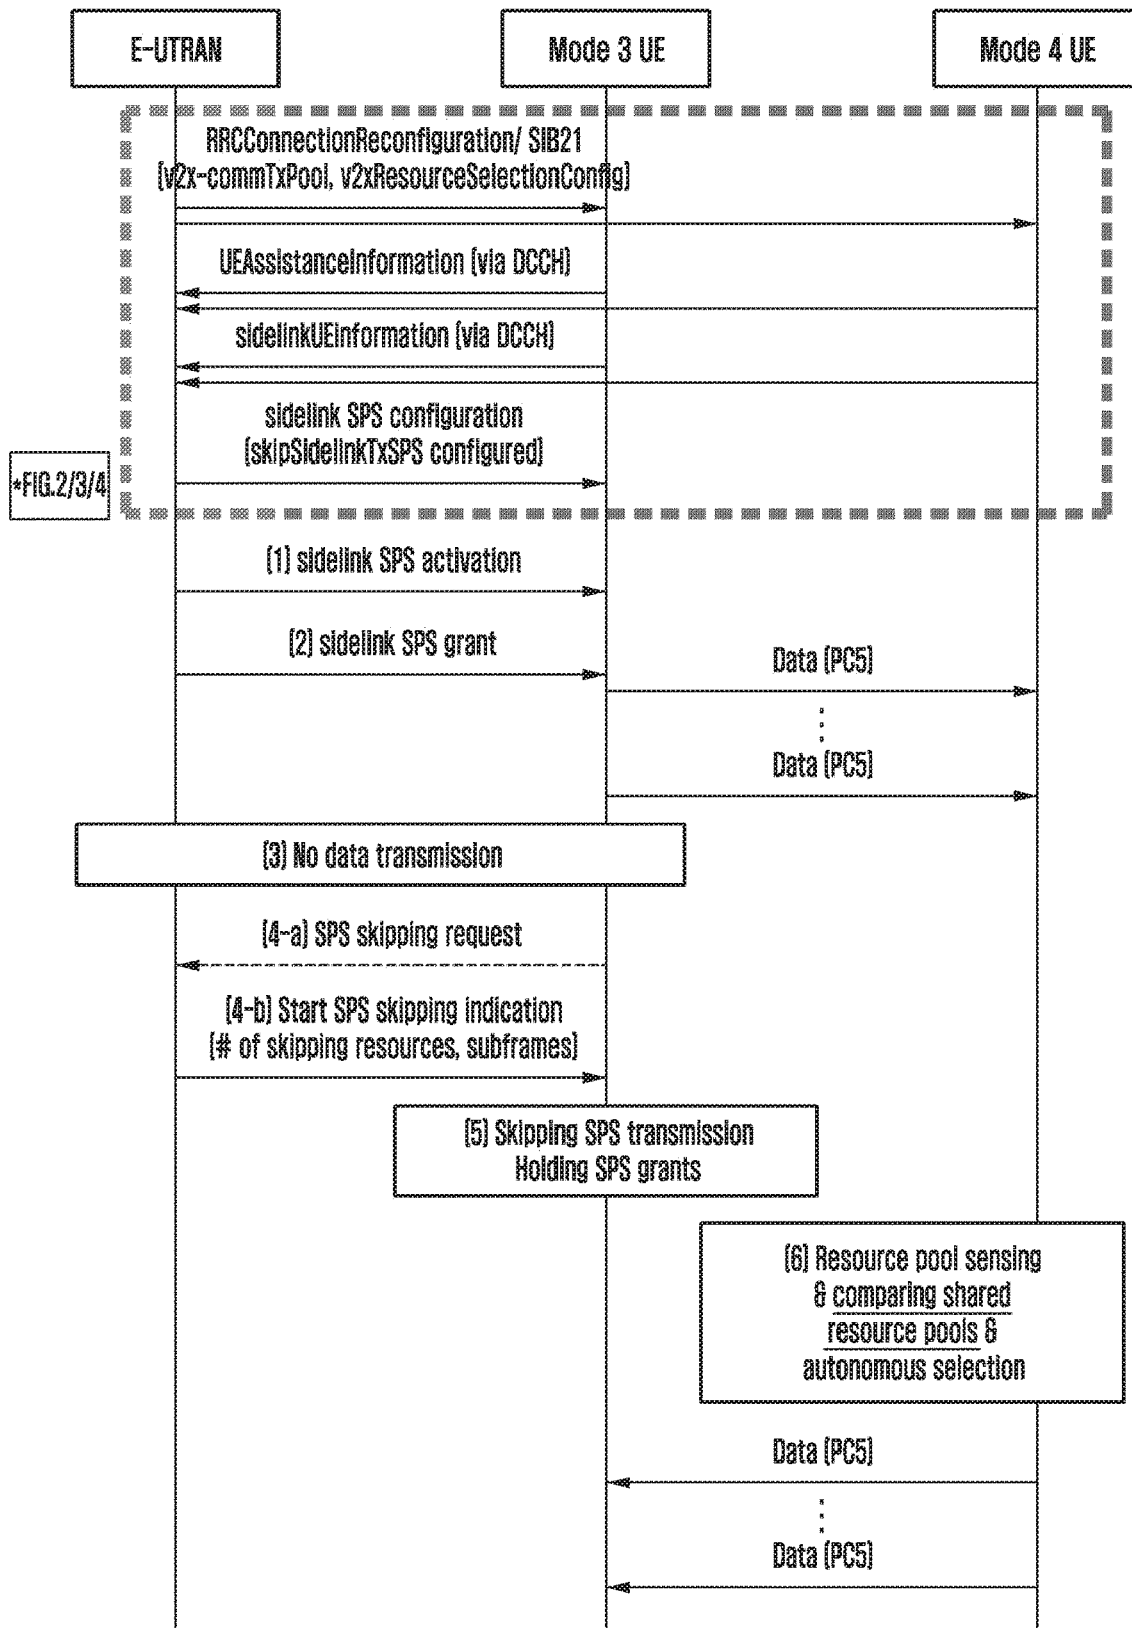 E-UTRAN
Mode 3 UE
Mode 4 UE
RRCConnectionReconfiguration/ SIB21
(v2x-commTxPool, v2xResourceSelectionConfig)
UEAssistanceInformation (via DCCH)
sidelinkUEinformation (via DCCH)
sidelink SPS configuration
(skipSidelinkTxSPS configured)
*FIG.2/3/4
(1) sidelink SPS activation
(2) sidelink SPS grant
Data (PC5)
Data (PC5)
(3) No data transmission
(4-a) SPS skipping request
(4-b) Start SPS skipping indication
(# of skipping resources, subframes)
(5) Skipping SPS transmission
Holding SPS grants
(6) Resource pool sensing
& comparing shared
resource pools &
autonomous selection
Data (PC5)
Data (PC5)